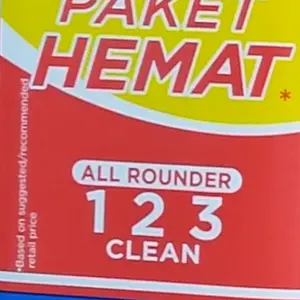 PAKET
HEMAT*
ALL ROUNDER
1 2 3
CLEAN
*Based on suggested/recommended
retail price